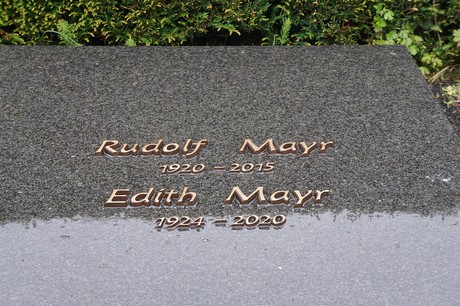 Rudolf Mayr
1920 – 2015
Edith Mayr
1924 – 2020